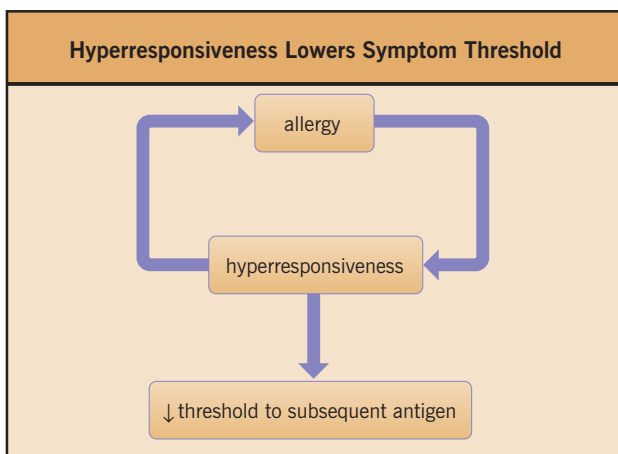 Hyperresponsiveness Lowers Symptom Threshold
allergy
hyperresponsiveness
↓ threshold to subsequent antigen